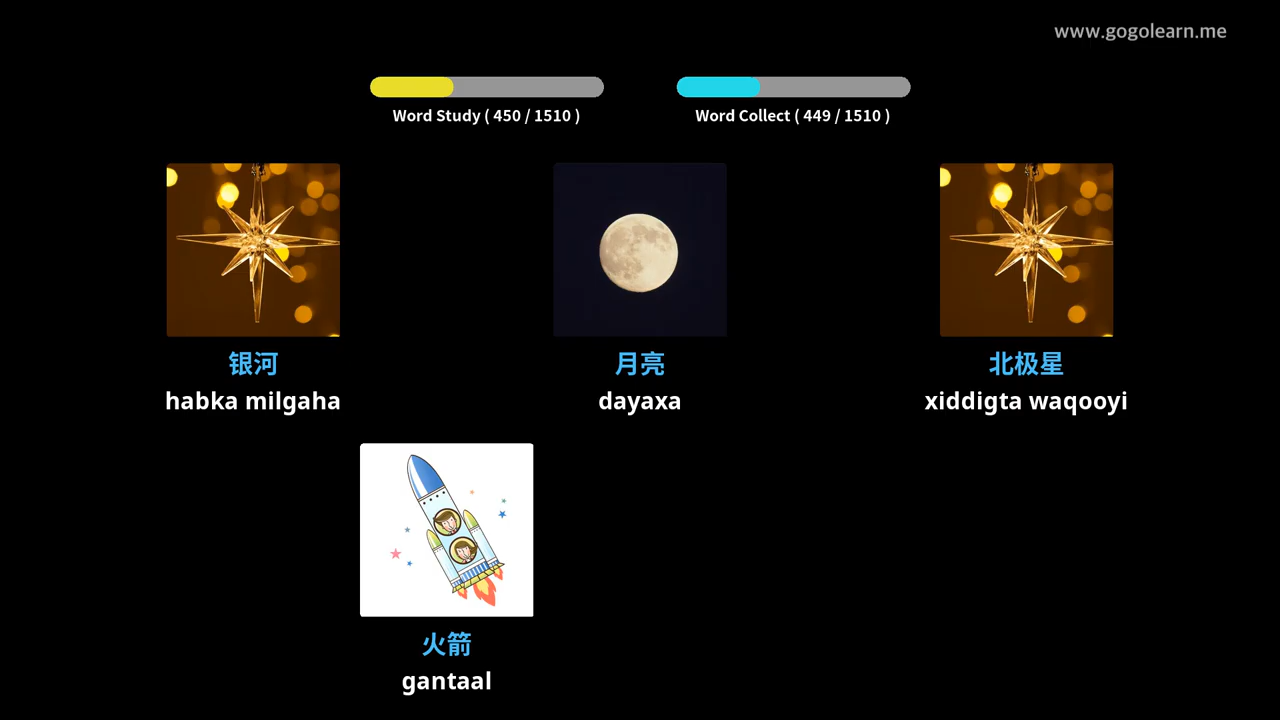 www.gogolearn.me
Word Study ( 450 / 1510 )
Word Collect ( 449 / 1510 )
银河
habka milgaha
月亮
dayaxa
北极星
xiddigta waqooyi
火箭
gantaal